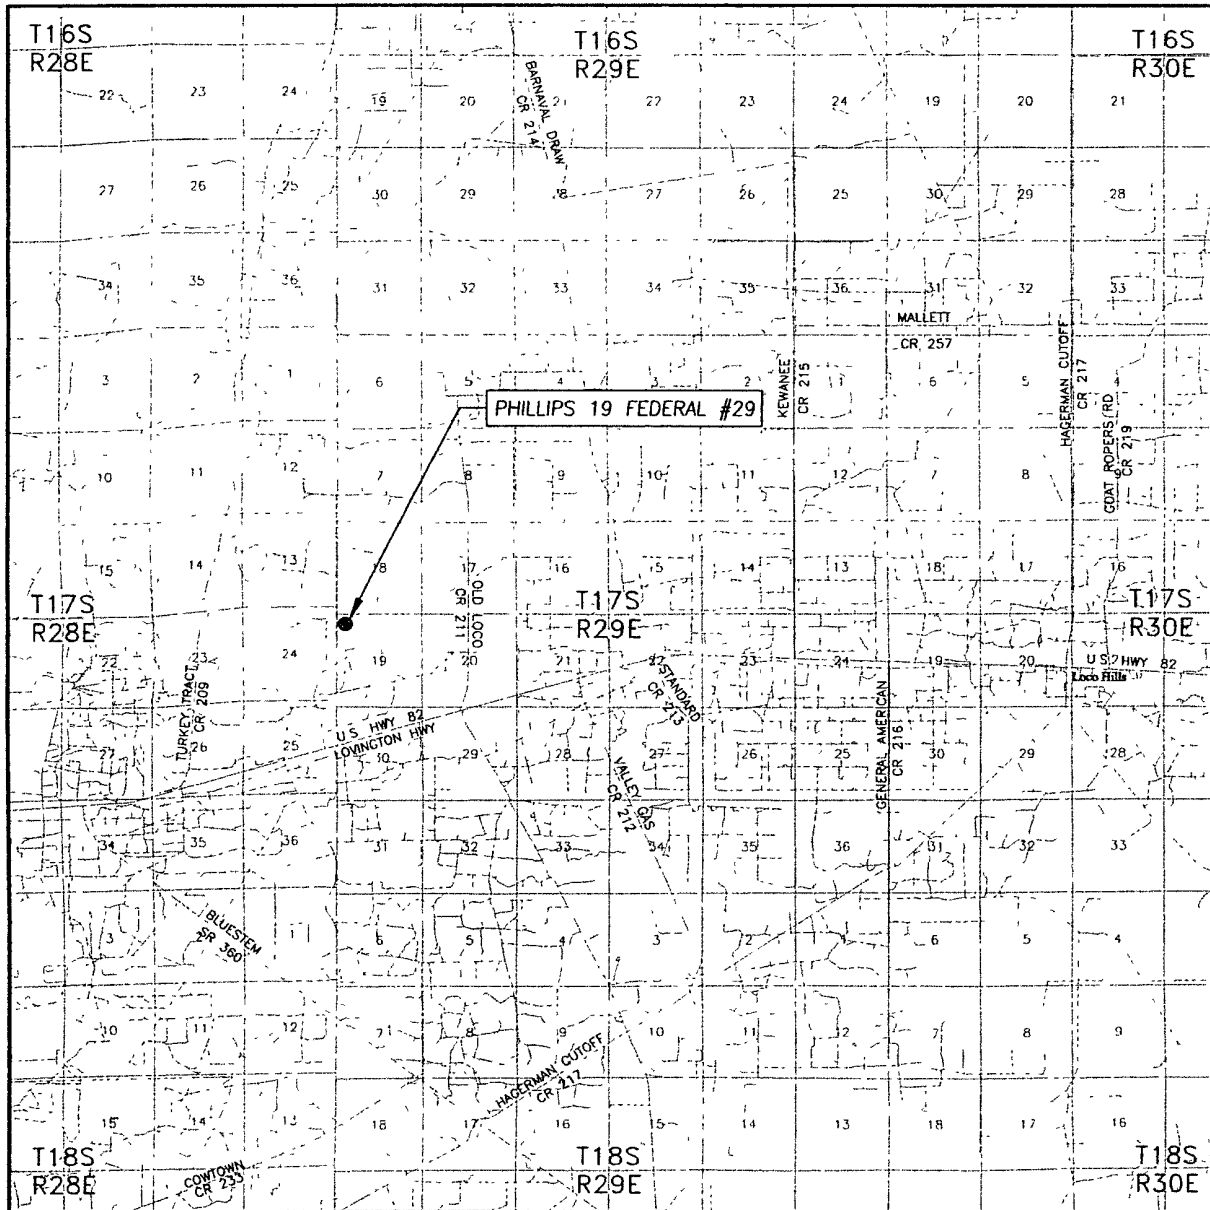 T16S
R28E
T16S
R29E
T16S
R30E
22 23 24 19 20 21 22 23 24 19 20 21
BARNAVAL DRAW
CR 214
27 26 25 30 29 27 26 25 30 29 28
34 35 36 31 32 33 34 35 36 31 32 33
MALLETT
CR 257
3 2 1 6 5 4 3 2 1 6 5 4
KEWANEE
CR 215
HAGERMAN CUTOFF
CR 217
PHILLIPS 19 FEDERAL #29
GOAT ROPERS RD
CR 219
10 11 12 7 8 9 10 11 12 7 8 9
15 14 13 18 17 16 15 14 13 18 17 16
OLD LOCO
CR 211
T17S
R28E
T17S
R29E
T17S
R30E
22 23 24 19 20 21 22 23 24 19 20
U S HWY 82
Loco Hills
TURKEY TRACT
CR 209
STANDARD
CR 213
GENERAL AMERICAN
CR 216
U.S. HWY 82
LOVINGTON HWY
27 26 25 30 29 28 27 26 25 30 29 28
VALLEY GAS
CR 212
34 35 36 31 32 33 34 35 36 31 32 33
BLUESTEM
SR 360
3 1 6 5 4 3 2 1 6 5 4
10 11 12 7 8 9 10 11 12 7 8 9
HAGERMAN CUTOFF
CR 217
15 14 13 18 17 16 15 14 13 18 17 16
T18S
R28E
COWTOWN
CR 233
T18S
R29E
T18S
R30E